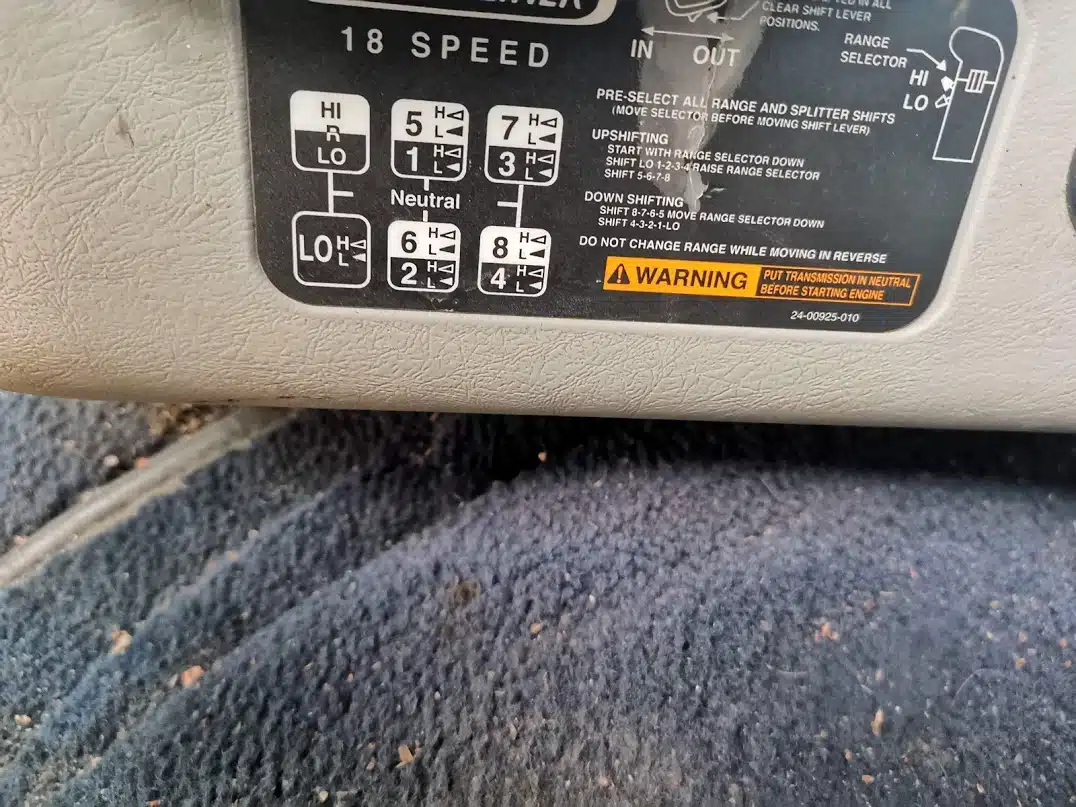 18 SPEED
IN OUT
IN ALL
CLEAR SHIFT LEVER
POSITIONS.
RANGE
SELECTOR
HI
LO
HI
R
LO
LO H L
5 H L
1 H L
Neutral
6 H L
2 H L
7 H L
3 H L
8 H L
4 H L
PRE-SELECT ALL RANGE AND SPLITTER SHIFTS
(MOVE SELECTOR BEFORE MOVING SHIFT LEVER)
UPSHIFTING
START WITH RANGE SELECTOR DOWN
SHIFT LO 1-2-3-4 RAISE RANGE SELECTOR
SHIFT 5-6-7-8
DOWN SHIFTING
SHIFT 8-7-6-5 MOVE RANGE SELECTOR DOWN
SHIFT 4-3-2-1-LO
DO NOT CHANGE RANGE WHILE MOVING IN REVERSE
WARNING
PUT TRANSMISSION IN NEUTRAL
BEFORE STARTING ENGINE
24-00925-010